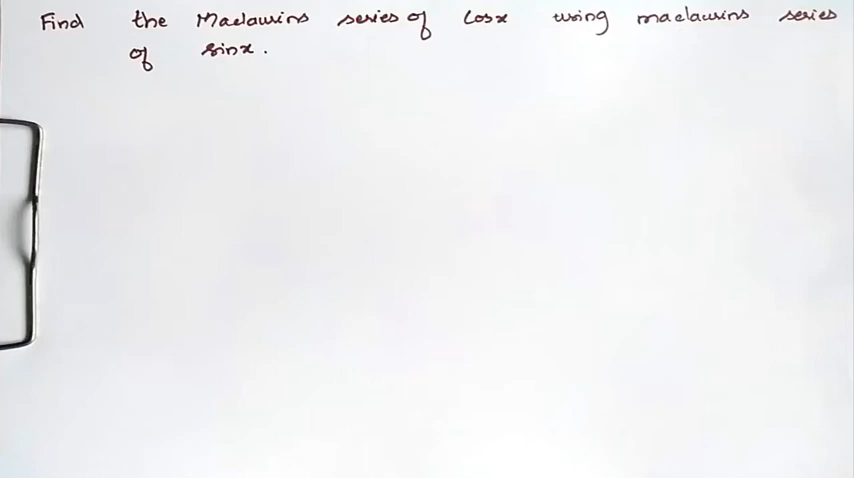 Find the Maclaurins series of Cosx using maclaurins series
of sinx.